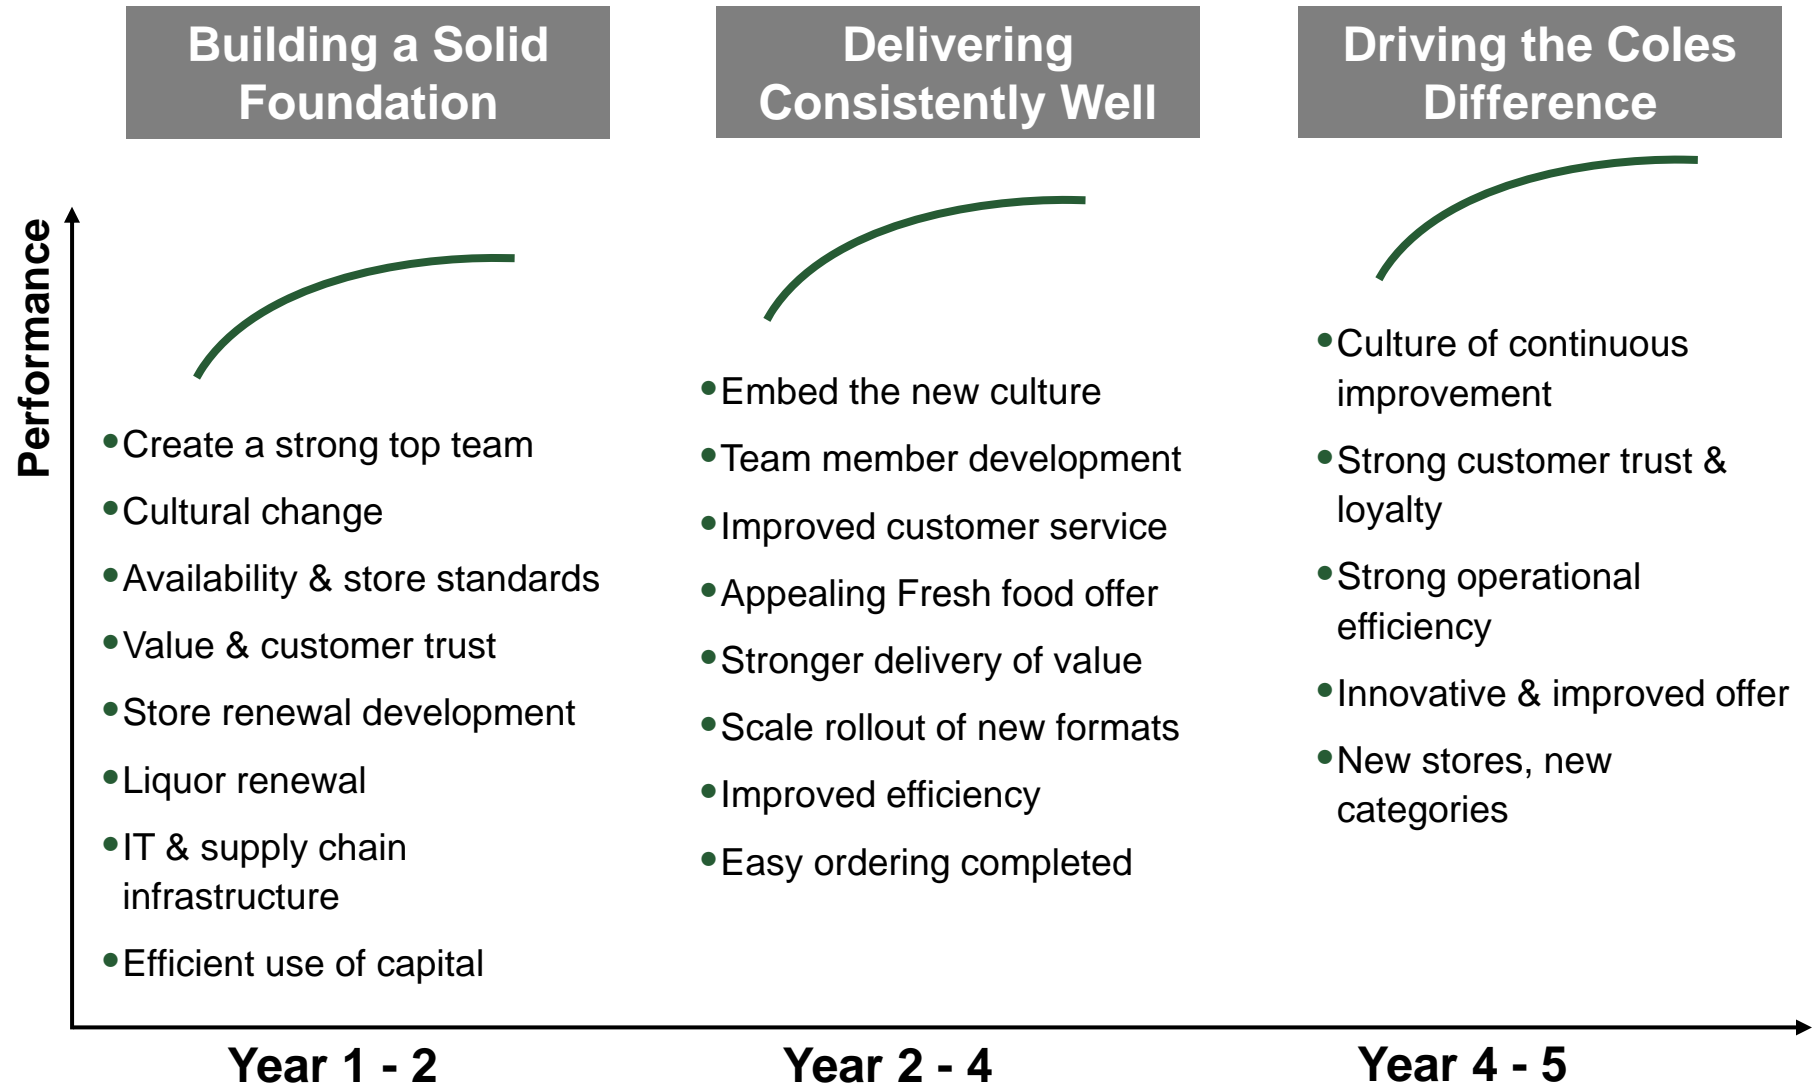 Building a Solid
Foundation
Delivering
Consistently Well
Driving the Coles
Difference
Performance
•Create a strong top team
•Cultural change
•Availability & store standards
•Value & customer trust
•Store renewal development
•Liquor renewal
•IT & supply chain
infrastructure
•Efficient use of capital
•Embed the new culture
•Team member development
•Improved customer service
•Appealing Fresh food offer
•Stronger delivery of value
•Scale rollout of new formats
•Improved efficiency
•Easy ordering completed
•Culture of continuous
improvement
•Strong customer trust &
loyalty
•Strong operational
efficiency
•Innovative & improved offer
•New stores, new
categories
Year 1 - 2
Year 2 - 4
Year 4 - 5